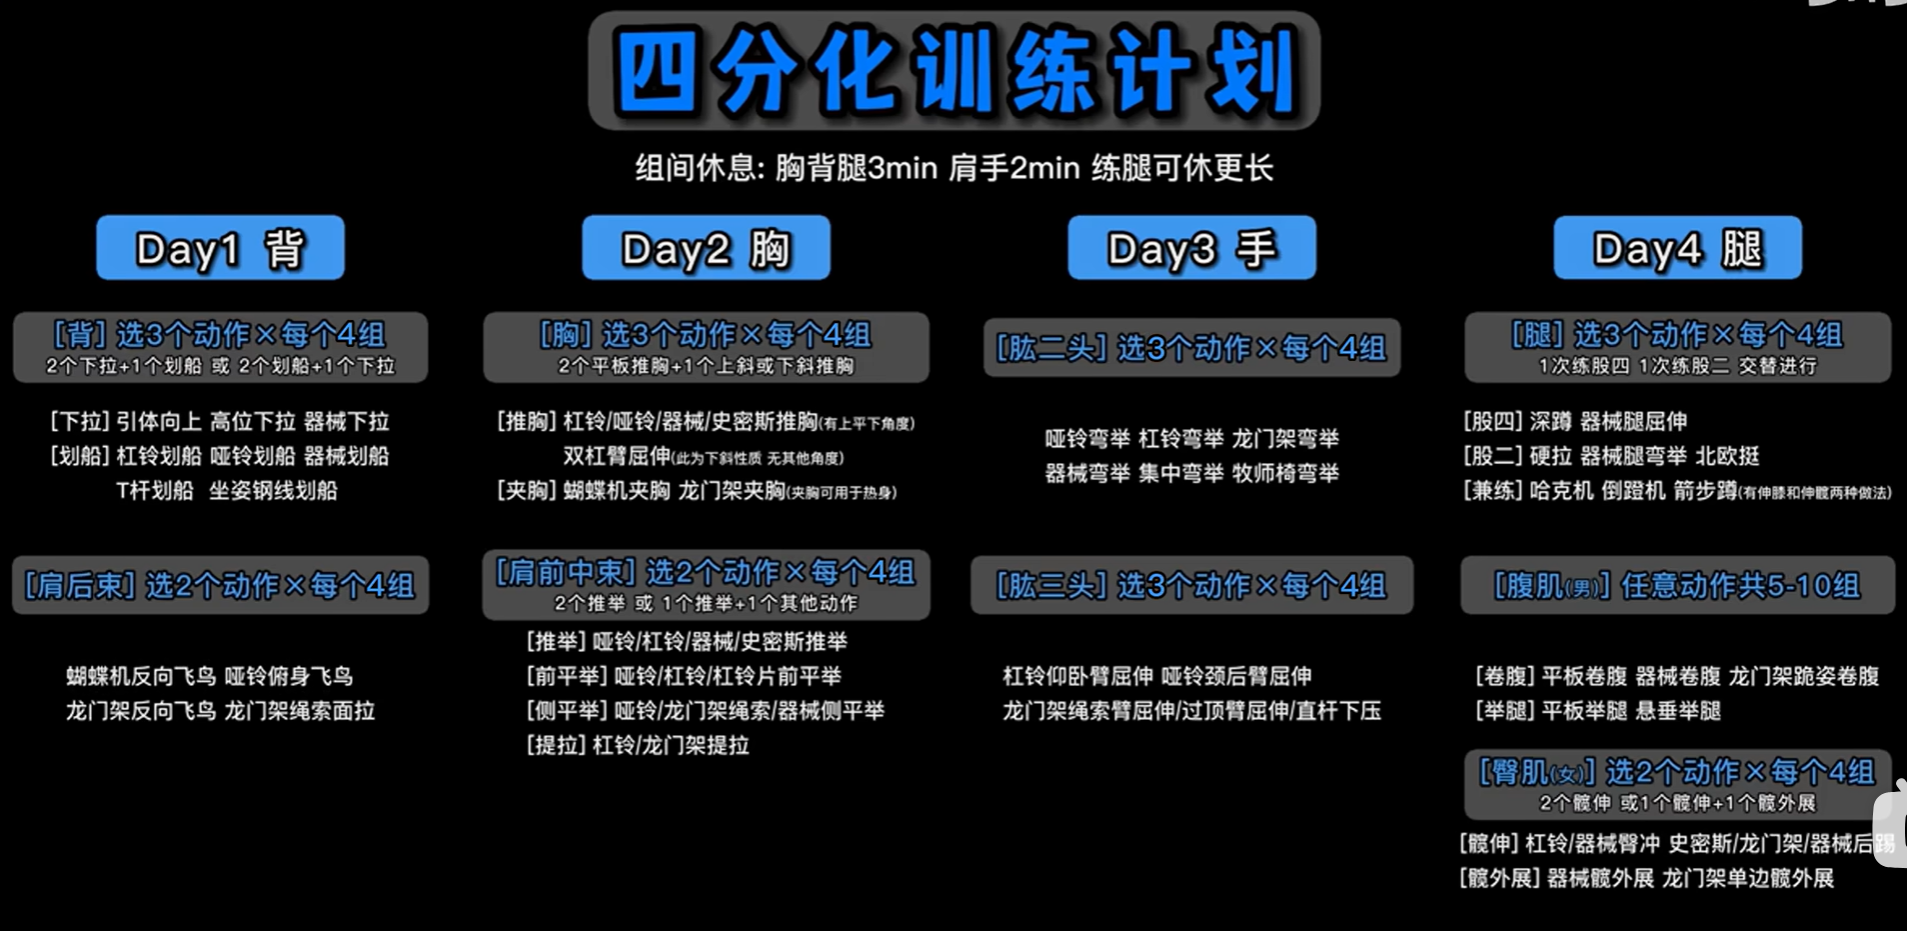 四分化训练计划
组间休息: 胸背腿3min 肩手2min 练腿可休更长
Day1 背
[背] 选3个动作×每个4组
2个下拉+1个划船 或 2个划船+1个下拉
[下拉] 引体向上 高位下拉 器械下拉
[划船] 杠铃划船 哑铃划船 器械划船
T杆划船 坐姿钢线划船
[肩后束] 选2个动作×每个4组
蝴蝶机反向飞鸟 哑铃俯身飞鸟
龙门架反向飞鸟 龙门架绳索面拉
Day2 胸
[胸] 选3个动作×每个4组
2个平板推胸+1个上斜或下斜推胸
[推胸] 杠铃/哑铃/器械/史密斯推胸(有上平下角度)
双杠臂屈伸(此为下斜性质 无其他角度)
[夹胸] 蝴蝶机夹胸 龙门架夹胸(夹胸可用于热身)
[肩前中束] 选2个动作×每个4组
2个推举 或 1个推举+1个其他动作
[推举] 哑铃/杠铃/器械/史密斯推举
[前平举] 哑铃/杠铃/杠铃片前平举
[侧平举] 哑铃/龙门架绳索/器械侧平举
[提拉] 杠铃/龙门架提拉
Day3 手
[肱二头] 选3个动作×每个4组
哑铃弯举 杠铃弯举 龙门架弯举
器械弯举 集中弯举 牧师椅弯举
[肱三头] 选3个动作×每个4组
杠铃仰卧臂屈伸 哑铃颈后臂屈伸
龙门架绳索臂屈伸/过顶臂屈伸/直杆下压
Day4 腿
[腿] 选3个动作×每个4组
1次练股四 1次练股二 交替进行
[股四] 深蹲 器械腿屈伸
[股二] 硬拉 器械腿弯举 北欧挺
[兼练] 哈克机 倒蹬机 箭步蹲(有伸膝和伸髋两种做法)
[腹肌(男)] 任意动作共5-10组
[卷腹] 平板卷腹 器械卷腹 龙门架跪姿卷腹
[举腿] 平板举腿 悬垂举腿
[臀肌(女)] 选2个动作×每个4组
2个髋伸 或1个髋伸+1个髋外展
[髋伸] 杠铃/器械臀冲 史密斯/龙门架/器械后踢
[髋外展] 器械髋外展 龙门架单边髋外展